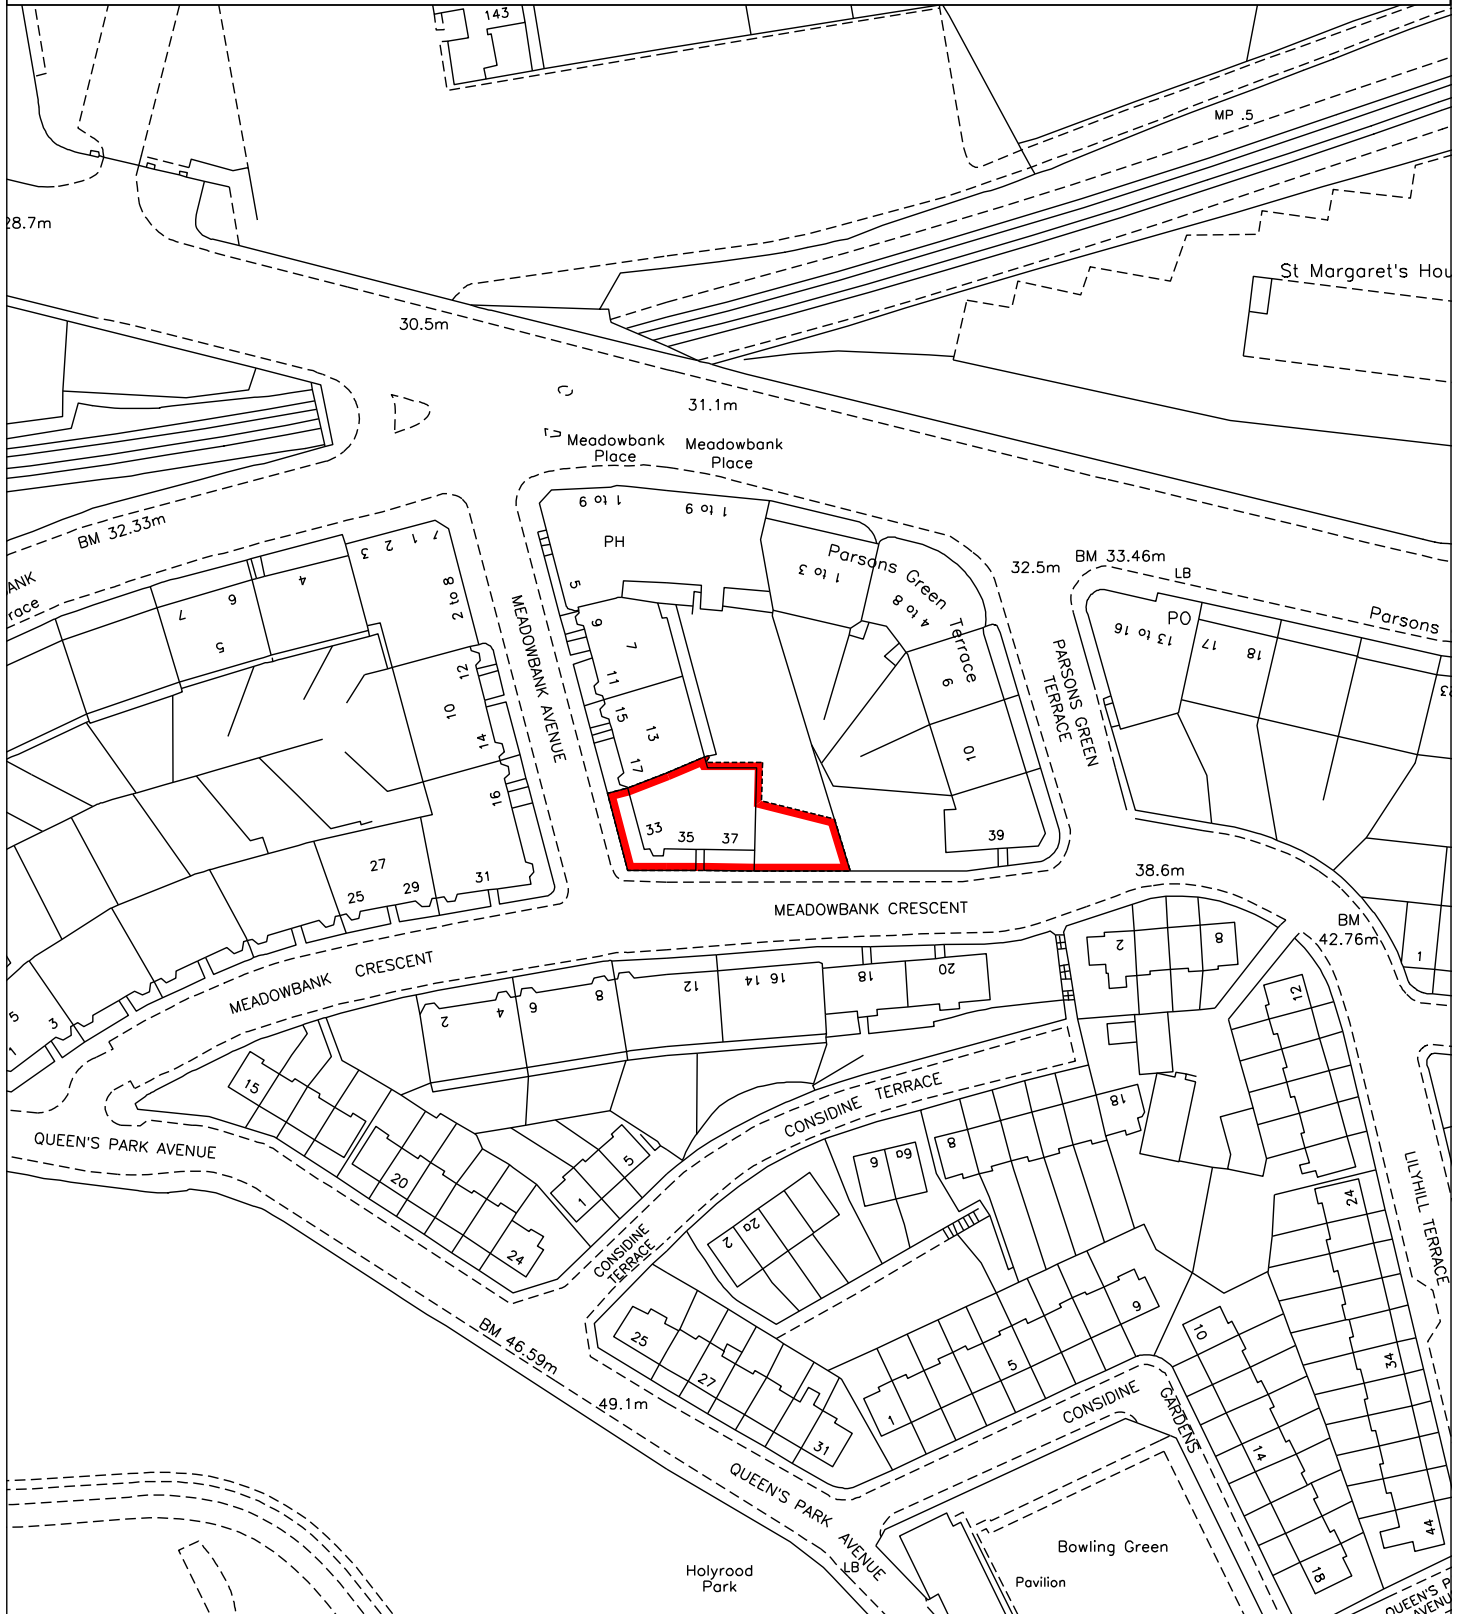 143
MP .5
28.7m
St Margaret's Hou
30.5m
31.1m
Meadowbank
Place
Meadowbank
Place
BM 32.33m
1 to 9
1 to 9
PH
Parsons Green Terrace
1 to 3
4 to 8
32.5m
BM 33.46m
LB
PO
13 to 16
17
18
Parsons
ANK
race
7
6
5
4
3
2
1
2 to 8
12
10
14
16
MEADOWBANK AVENUE
5
9
7
11
15
13
17
9
10
39
PARSONS GREEN
TERRACE
33
35
37
27
25
29
31
38.6m
MEADOWBANK CRESCENT
BM
42.76m
1
MEADOWBANK CRESCENT
5
3
1
2
4
6
8
12
14
16
18
20
2
8
12
15
20
24
1
5
QUEEN'S PARK AVENUE
CONSIDINE TERRACE
CONSIDINE
TERRACE
2
2a
6
6a
8
18
24
34
44
LILYHILL TERRACE
25
27
31
1
5
9
10
14
18
BM 46.59m
49.1m
CONSIDINE GARDENS
QUEEN'S PARK AVENUE
LB
Holyrood
Park
Bowling Green
Pavilion
QUEEN'S P
AVENU